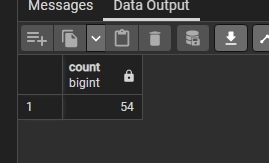 Messages Data Output
count
bigint
1 54